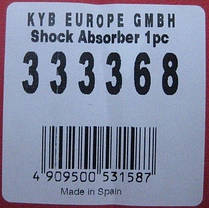 KYB EUROPE GMBH
Shock Absorber 1pc
333368
4 909500 531587
Made in Spain